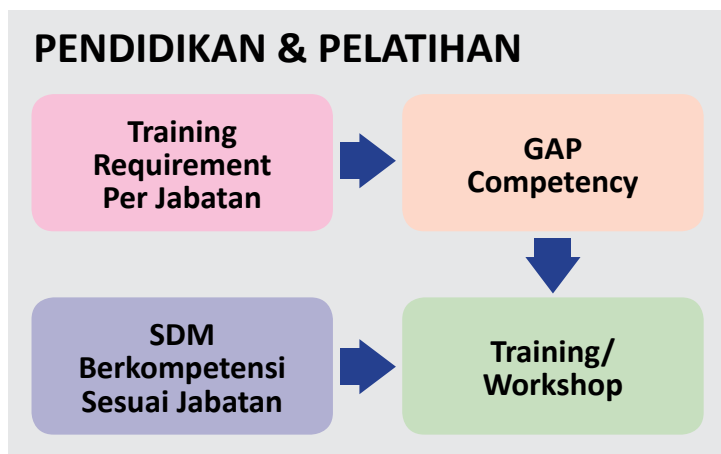 PENDIDIKAN & PELATIHAN
Training
Requirement
Per Jabatan
GAP
Competency
SDM
Berkompetensi
Sesuai Jabatan
Training/
Workshop